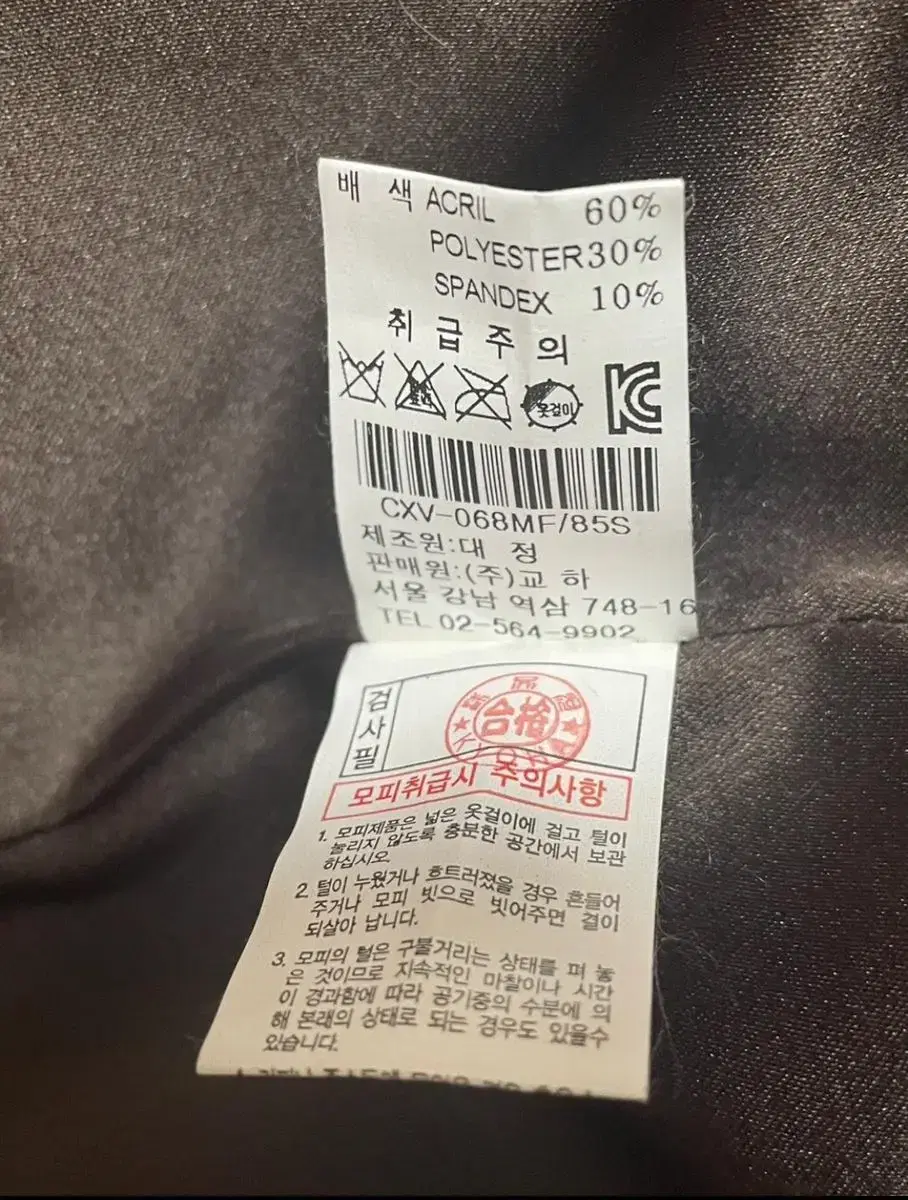 배 색 ACRIL 60%
POLYESTER 30%
SPANDEX 10%
취급주의
옷걸이
KC
CXV-068MF/85S
제조원:대 정
판매원:(주)교 하
서울 강남 역삼 748-16
TEL 02-564-9902
검사필
合格
모피취급시 주의사항
1. 모피제품은 넓은 옷걸이에 걸고 털이
눌리지 않도록 충분한 공간에서 보관
하십시오
2. 털이 누웠거나 흐트러졌을 경우 흔들어
주거나 모피 빗으로 빗어주면 결이
되살아 납니다.
3. 모피의 털은 구불거리는 상태를 펴 놓
은 것이므로 지속적인 마찰이나 시간
이 경과함에 따라 공기중의 수분에 의
해 본래의 상태로 되는 경우도 있을수
있습니다.